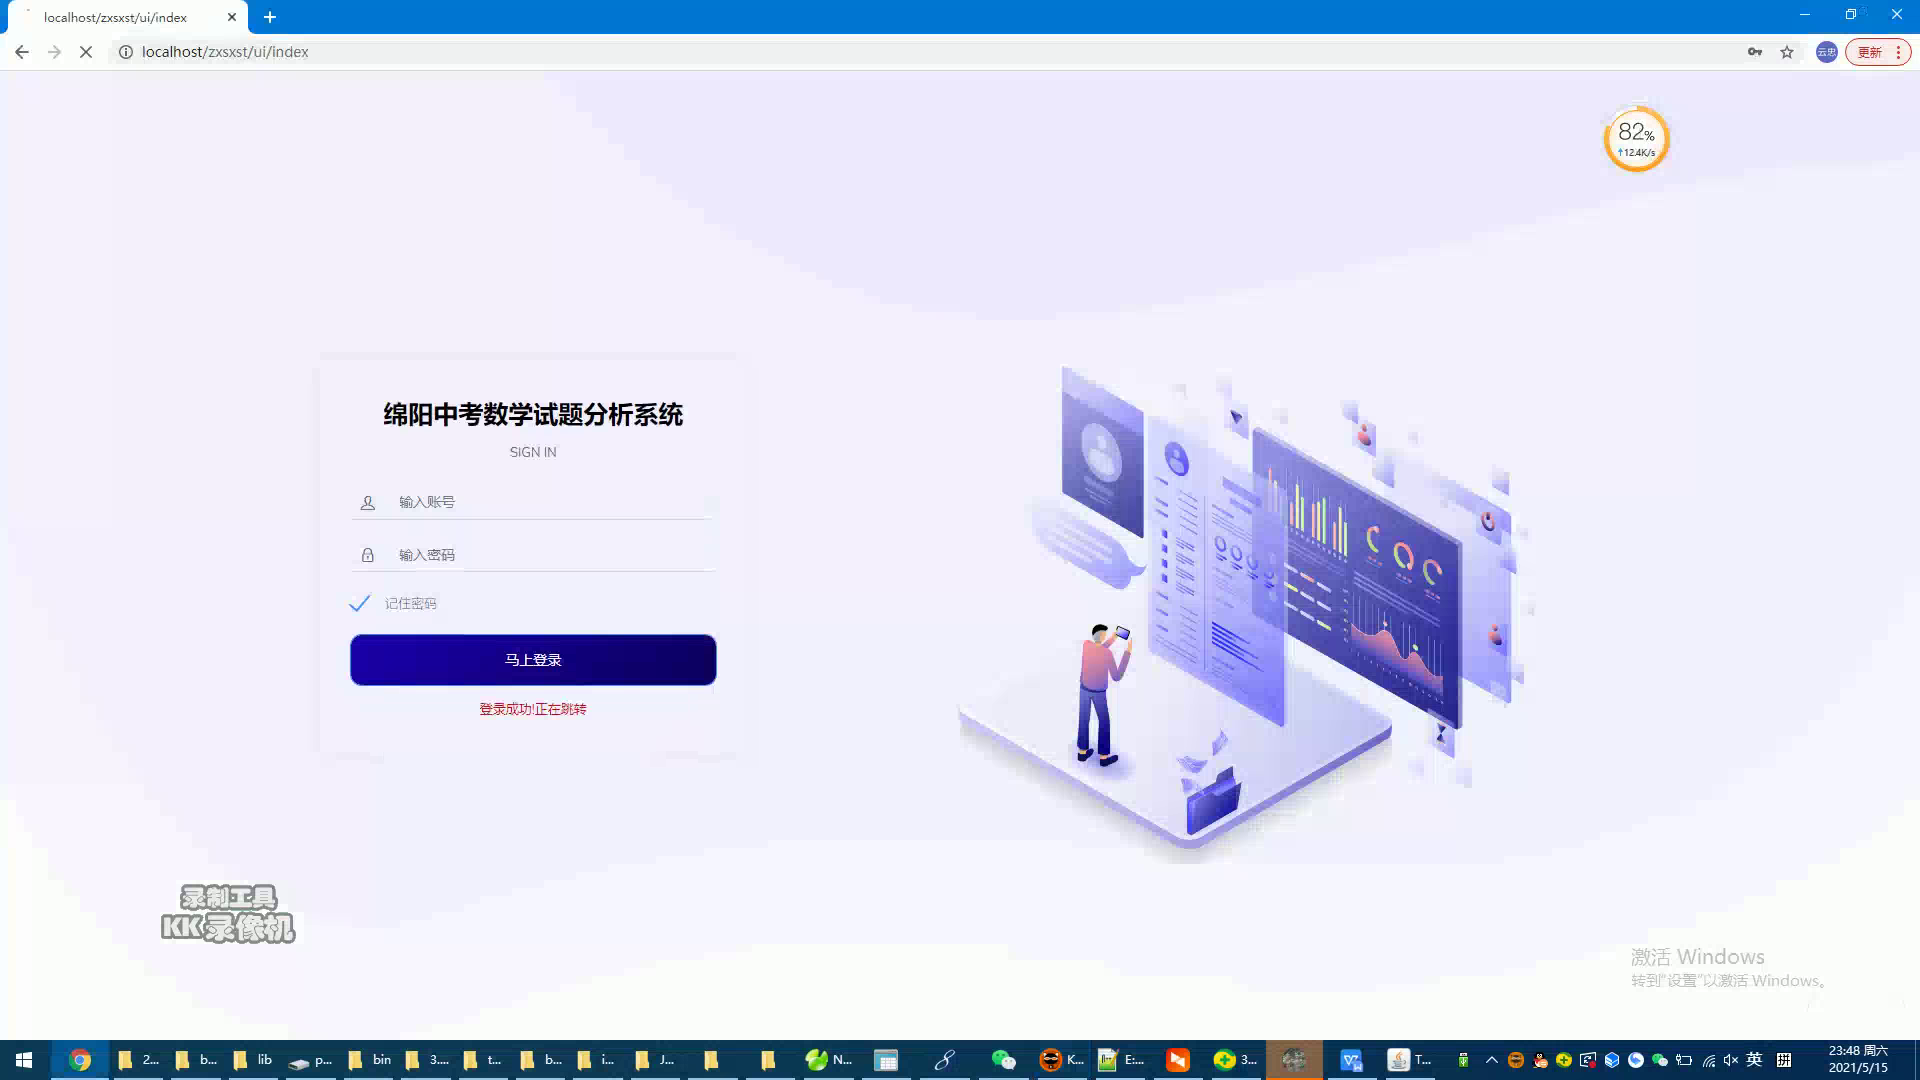 localhost/zxsxst/ui/index
localhost/zxsxst/ui/index
云忠
更新
82%
↑12.4K/s
绵阳中考数学试题分析系统
SIGN IN
输入账号
输入密码
记住密码
马上登录
登录成功!正在跳转
录制工具
KK录像机
激活 Windows
转到"设置"以激活 Windows。
2... b... lib p... bin 3.... t... b... i... J... N... K... E:... 3... T... 英 拼
23:48 周六
2021/5/15